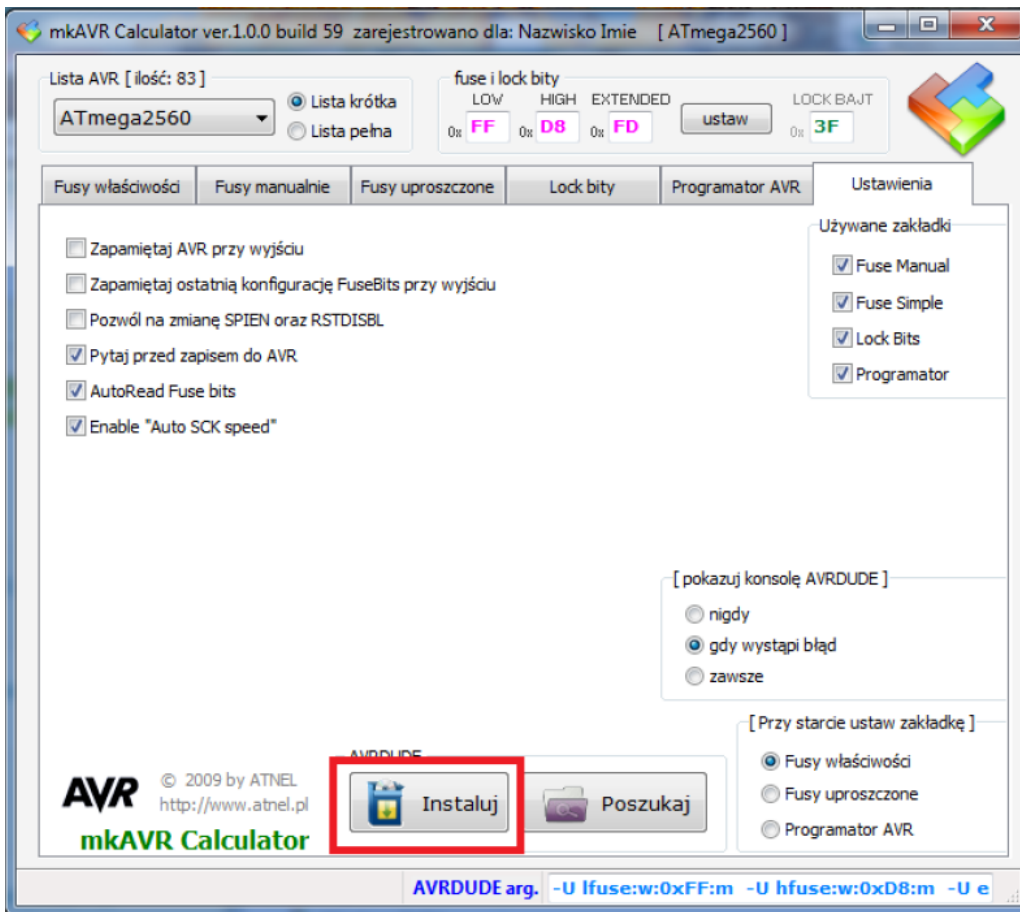 mkAVR Calculator ver.1.0.0 build 59 zarejestrowano dla: Nazwisko Imie [ ATmega2560 ]
Lista AVR [ ilość: 83 ]
ATmega2560
Lista krótka
Lista pełna
fuse i lock bity
LOW HIGH EXTENDED LOCK BAJT
0x FF 0x D8 0x FD ustaw 0x 3F
Fusy właściwości Fusy manualnie Fusy uproszczone Lock bity Programator AVR Ustawienia
Zapamiętaj AVR przy wyjściu
Zapamiętaj ostatnią konfigurację FuseBits przy wyjściu
Pozwól na zmianę SPIEN oraz RSTDISBL
Pytaj przed zapisem do AVR
AutoRead Fuse bits
Enable "Auto SCK speed"
Używane zakładki
Fuse Manual
Fuse Simple
Lock Bits
Programator
[ pokazuj konsolę AVRDUDE ]
nigdy
gdy wystąpi błąd
zawsze
[ Przy starcie ustaw zakładkę ]
Fusy właściwości
Fusy uproszczone
Programator AVR
AVR © 2009 by ATNEL
http://www.atnel.pl
mkAVR Calculator
AVRDUDE
Instaluj Poszukaj
AVRDUDE arg. -U lfuse:w:0xFF:m -U hfuse:w:0xD8:m -U e